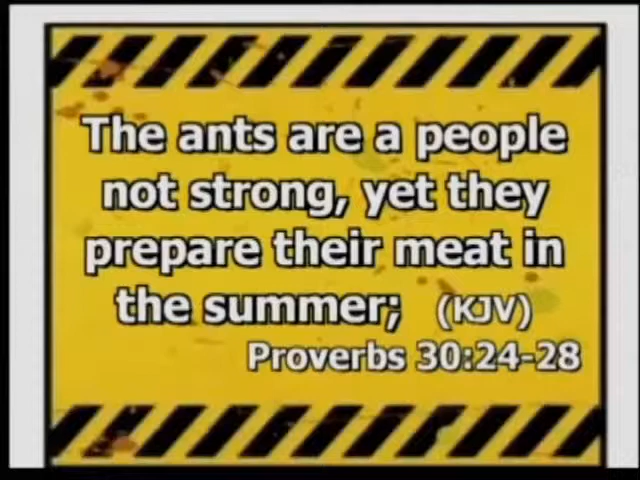 The ants are a people
not strong, yet they
prepare their meat in
the summer; (KJV)
Proverbs 30:24-28